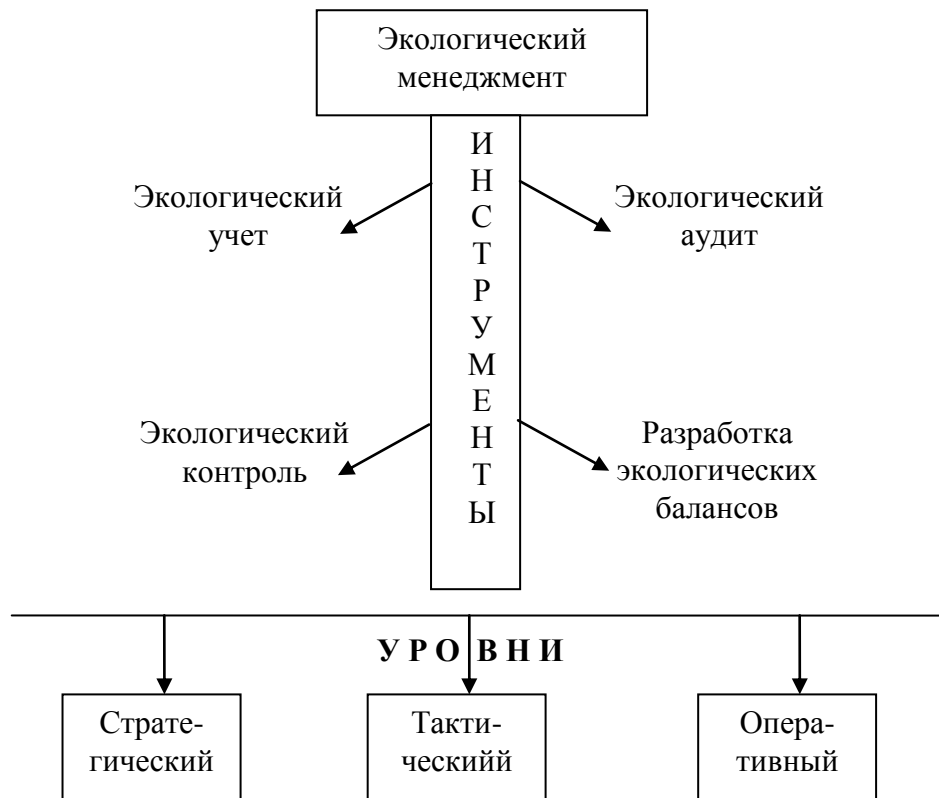 Экологический
менеджмент
И
Н
С
Т
Р
У
М
Е
Н
Т
Ы
Экологический
учет
Экологический
аудит
Экологический
контроль
Разработка
экологических
балансов
У Р О В Н И
Страте-
гический
Такти-
ческийй
Опера-
тивный